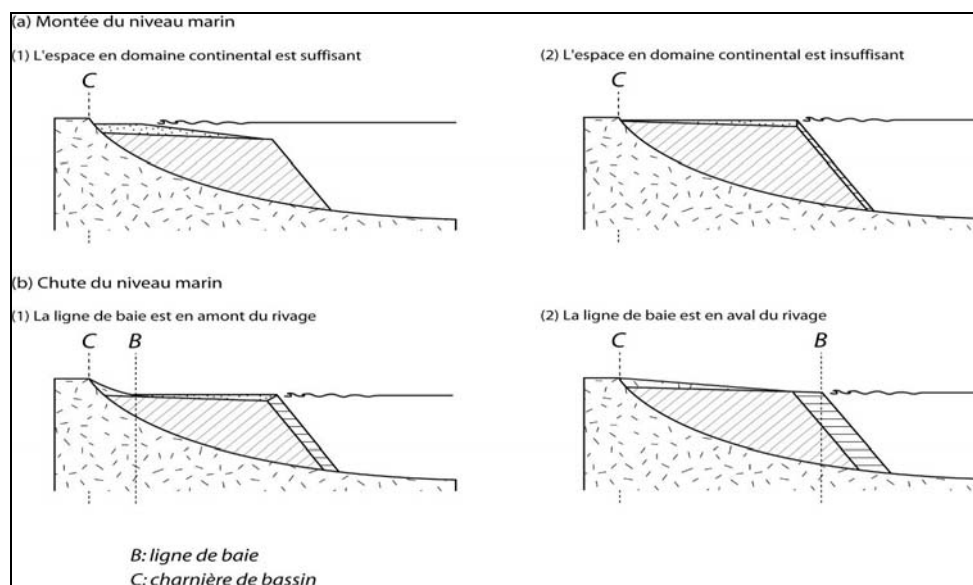 (a) Montée du niveau marin
(1) L'espace en domaine continental est suffisant
(2) L'espace en domaine continental est insuffisant
C
C
(b) Chute du niveau marin
(1) La ligne de baie est en amont du rivage
(2) La ligne de baie est en aval du rivage
C B
C B
B: ligne de baie
C: charnière de bassin